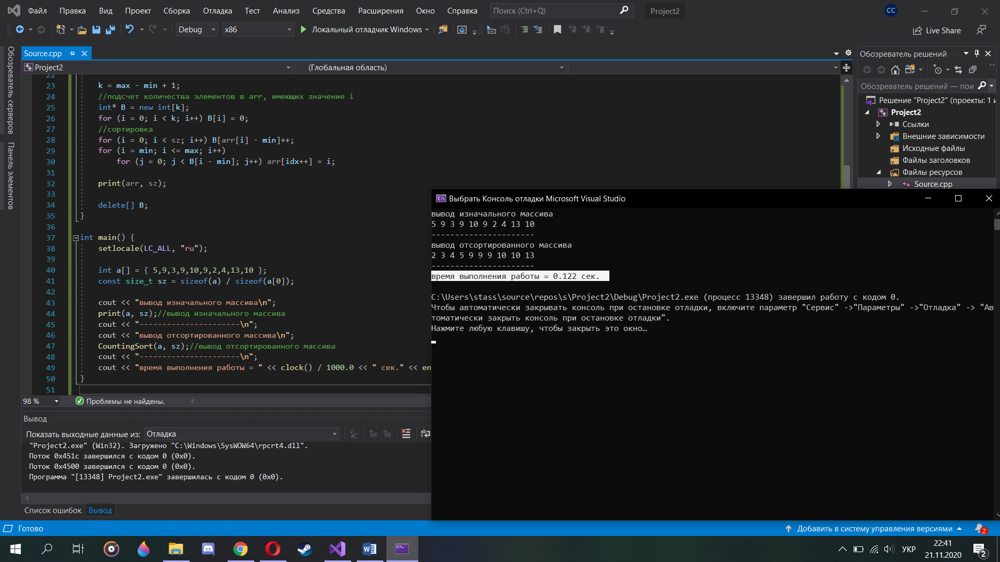 Файл Правка Вид Проект Сборка Отладка Тест Анализ Средства Расширения Окно Справка Поиск (Ctrl+Q) Project2 CC
Debug x86 Локальный отладчик Windows Live Share
Обозреватель серверов
Панель элементов
Source.cpp
Project2 (Глобальная область)
22
23 k = max - min + 1;
24 //подсчет количества элементов в arr, имеющих значение i
25 int* B = new int[k];
26 for (i = 0; i < k; i++) B[i] = 0;
27 //сортировка
28 for (i = 0; i < sz; i++) B[arr[i] - min]++;
29 for (i = min; i <= max; i++)
30 for (j = 0; j < B[i - min]; j++) arr[idx++] = i;
31
32 print(arr, sz);
33
34 delete[] B;
35 }
36
37 int main() {
38 setlocale(LC_ALL, "ru");
39
40 int a[] = { 5,9,3,9,10,9,2,4,13,10 };
41 const size_t sz = sizeof(a) / sizeof(a[0]);
42
43 cout << "вывод изначального массива\n";
44 print(a, sz);//вывод изначального массива
45 cout << "----------------------\n";
46 cout << "вывод отсортированного массива\n";
47 CountingSort(a, sz);//вывод отсортированного массива
48 cout << "----------------------\n";
49 cout << "время выполнения работы = " << clock() / 1000.0 << " сек." << en
50 }
51
98 % Проблемы не найдены.
Вывод
Показать выходные данные из: Отладка
"Project2.exe" (Win32). Загружено "C:\Windows\SysWOW64\rpcrt4.dll".
Поток 0x451c завершился с кодом 0 (0x0).
Поток 0x4500 завершился с кодом 0 (0x0).
Программа "[13348] Project2.exe" завершилась с кодом 0 (0x0).
Список ошибок Вывод
Обозреватель решений
Обозреватель решений — пои
Решение "Project2" (проекты: 1 и
Project2
Ссылки
Внешние зависимости
Исходные файлы
Файлы заголовков
Файлы ресурсов
Source.cpp
Выбрать Консоль отладки Microsoft Visual Studio
вывод изначального массива
5 9 3 9 10 9 2 4 13 10
----------------------
вывод отсортированного массива
2 3 4 5 9 9 9 10 10 13
----------------------
время выполнения работы = 0.122 сек.
C:\Users\stass\source\repos\s\Project2\Debug\Project2.exe (процесс 13348) завершил работу с кодом 0.
Чтобы автоматически закрывать консоль при остановке отладки, включите параметр "Сервис" ->"Параметры" ->"Отладка" -> "Ав
томатически закрыть консоль при остановке отладки".
Нажмите любую клавишу, чтобы закрыть это окно…
Готово Добавить в систему управления версиями 2
УКР 22:41
21.11.2020 2